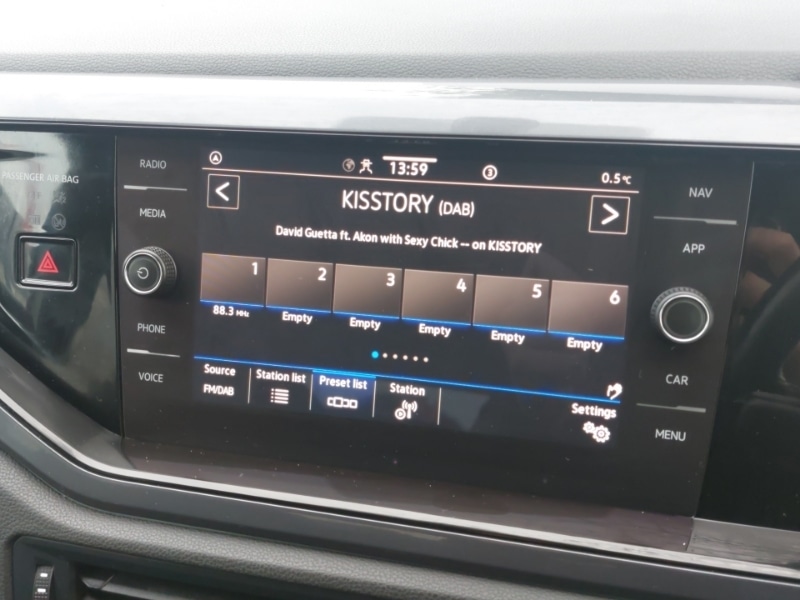 PASSENGER AIR BAG
RADIO
MEDIA
PHONE
VOICE
13:59
3
0.5°C
<
KISSTORY (DAB)
>
David Guetta ft. Akon with Sexy Chick -- on KISSTORY
1 2 3 4 5 6
88.3 MHz Empty Empty Empty Empty Empty
Source Station list Preset list Station
FM/DAB
Settings
NAV
APP
CAR
MENU